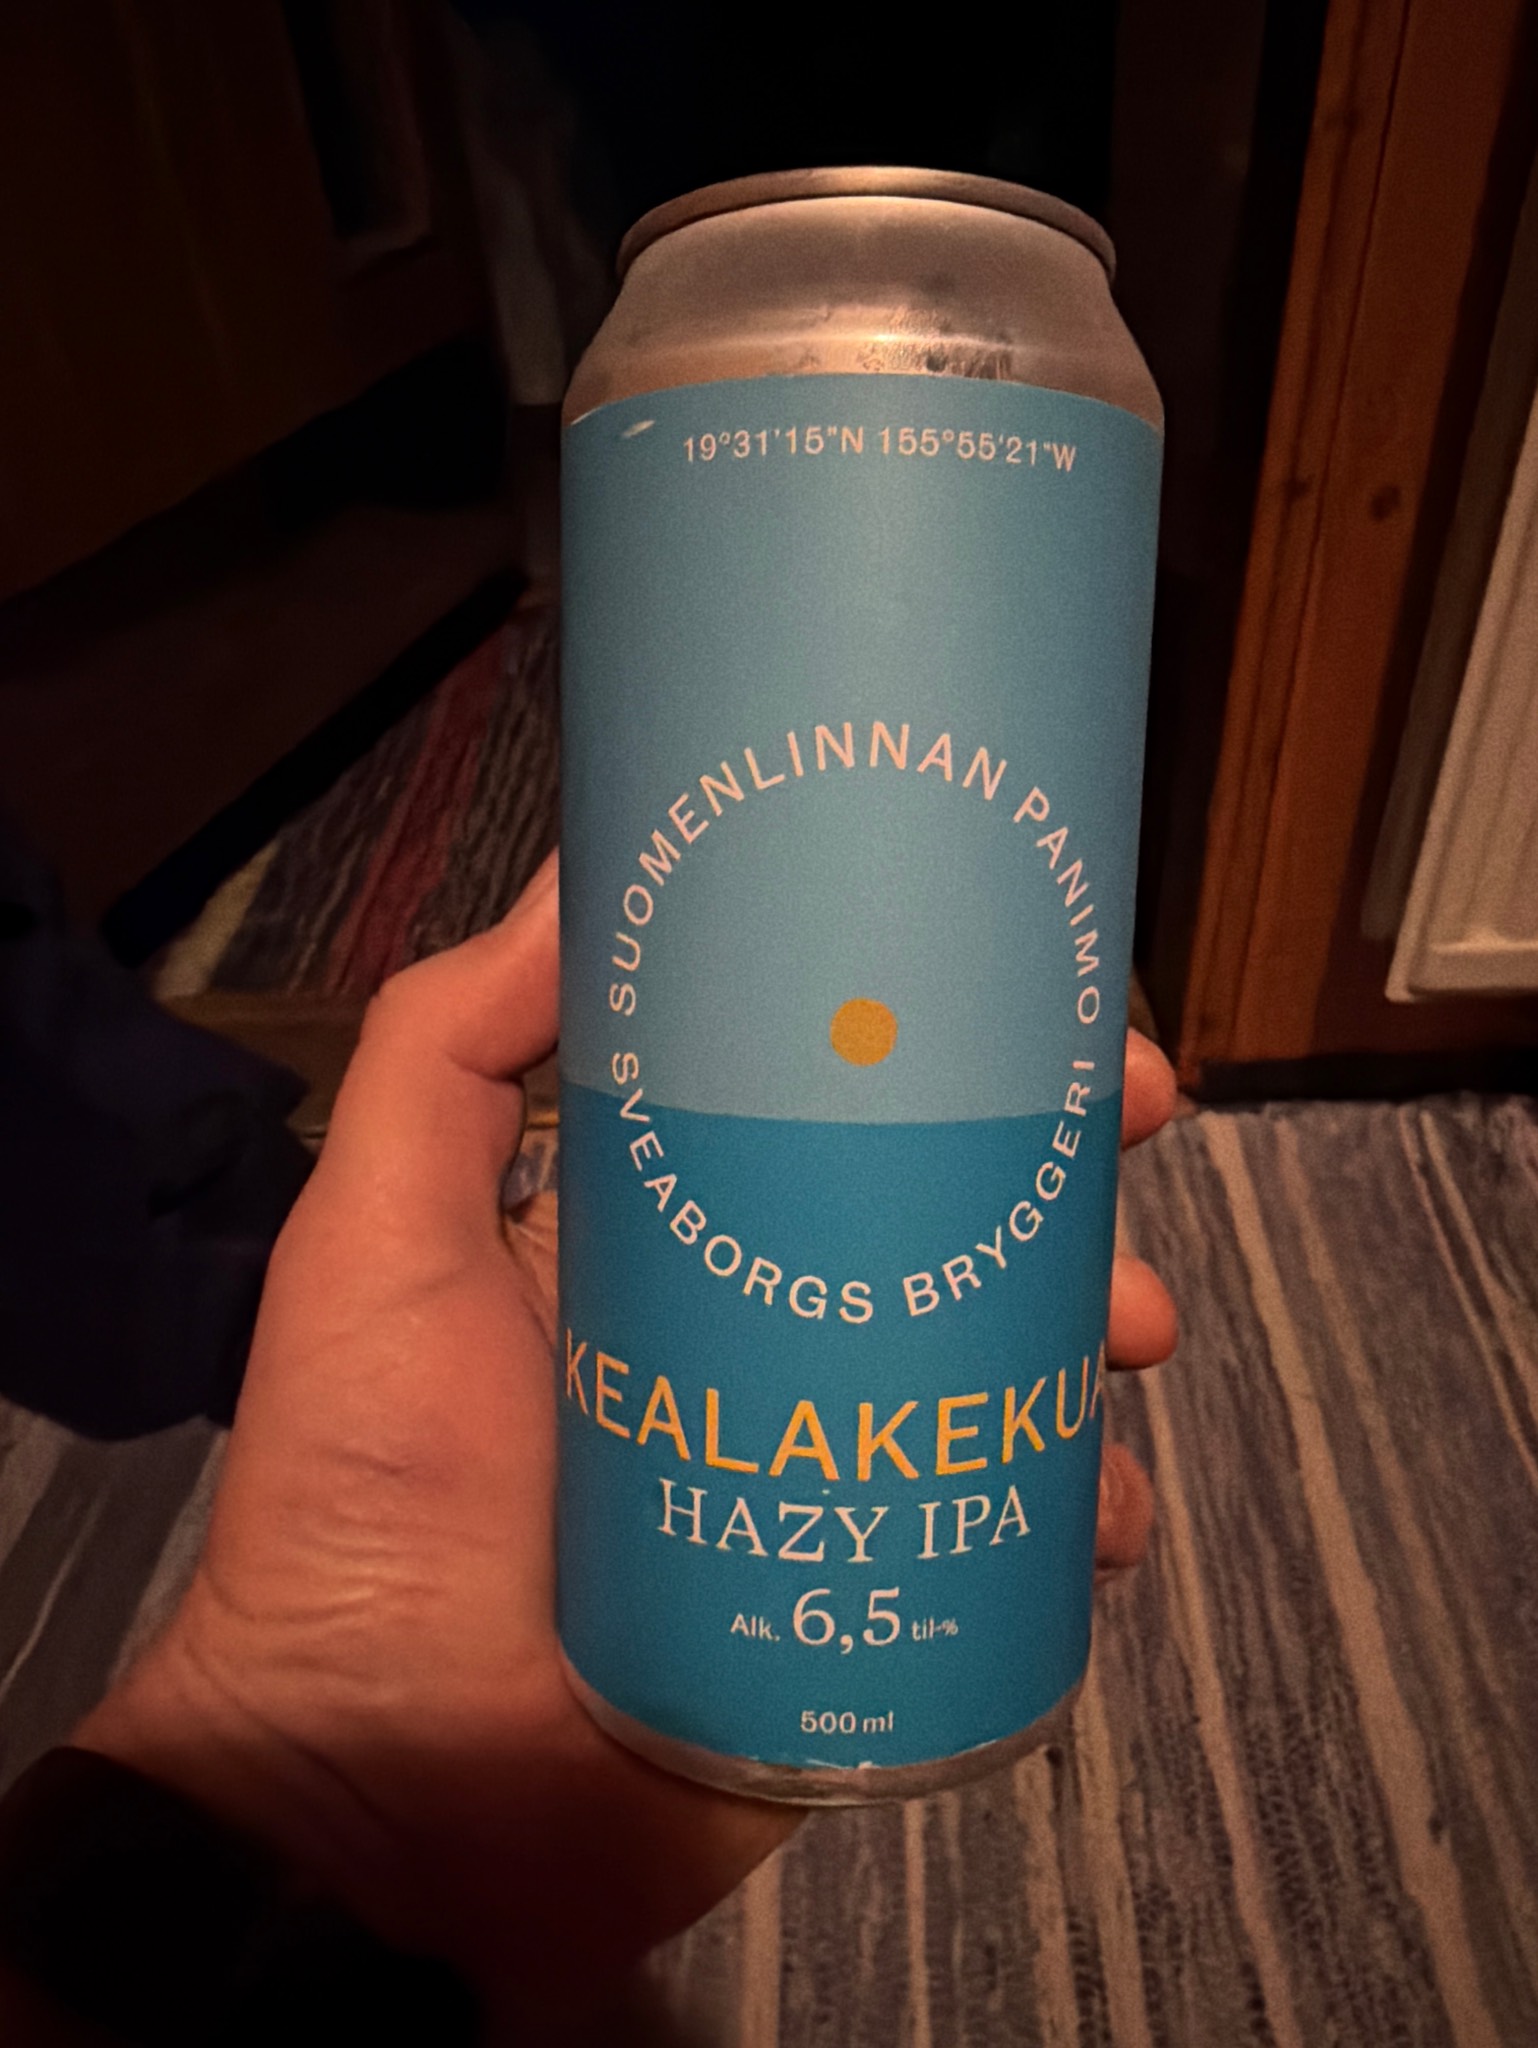 19°31'15"N 155°55'21"W
SUOMENLINNAN PANIMO
SVEABORGS BRYGGERI
KEALAKEKUA
HAZY IPA
Alk. 6,5 til-%
500 ml